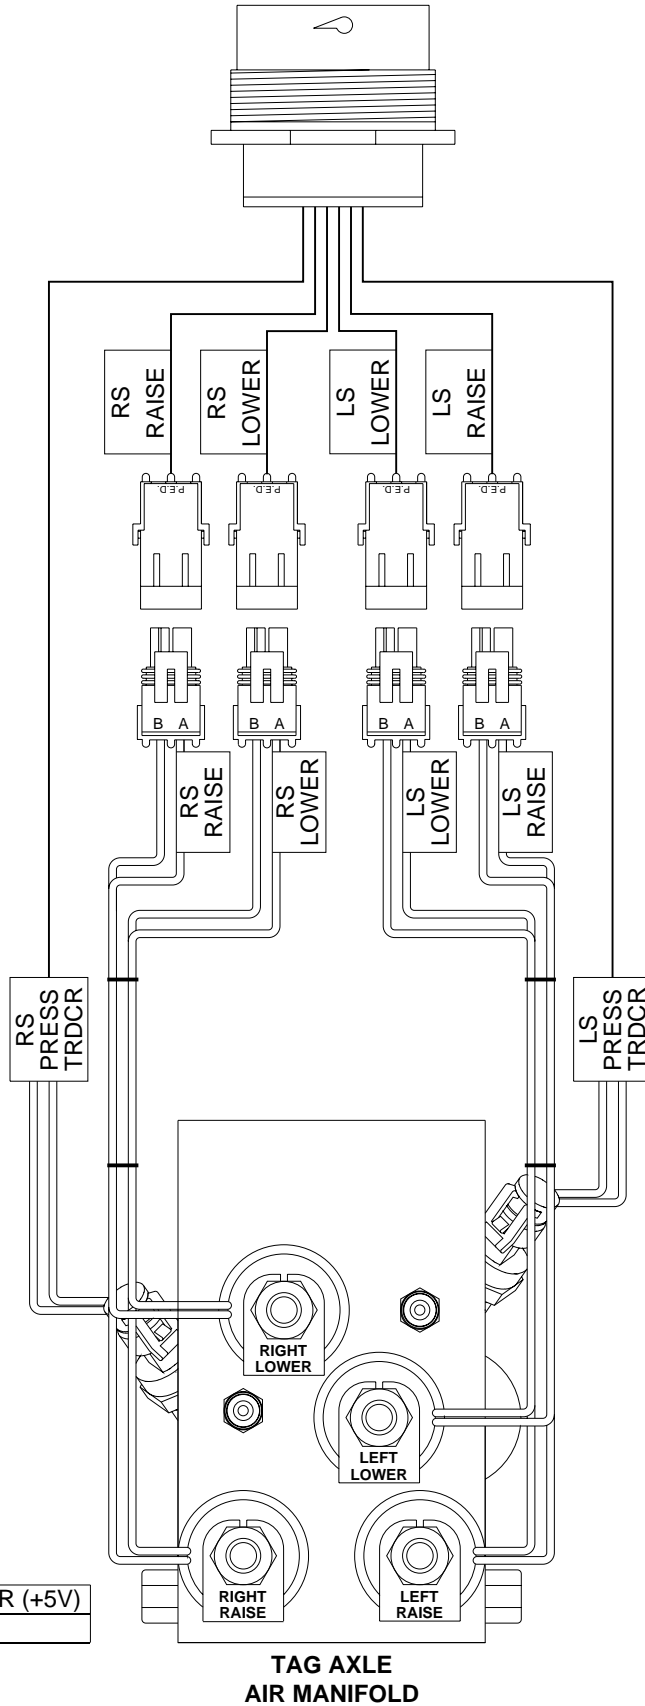 RS
RAISE
RS
LOWER
LS
LOWER
LS
RAISE
P.E.D.
P.E.D.
P.E.D.
P.E.D.
B A
B A
B A
B A
RS
RAISE
RS
LOWER
LS
LOWER
LS
RAISE
RS
PRESS
TRDCR
LS
PRESS
TRDCR
RIGHT
LOWER
LEFT
LOWER
RIGHT
RAISE
LEFT
RAISE
R (+5V)
TAG AXLE
AIR MANIFOLD